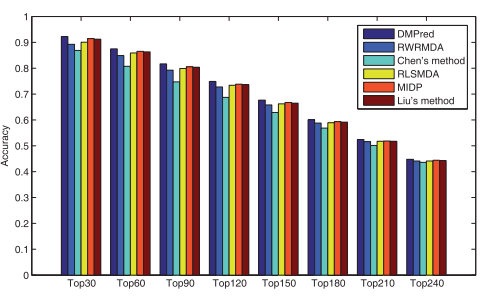 1
0.9
0.8
0.7
0.6
0.5
0.4
0.3
0.2
0.1
0
Accuracy
DMPred
RWRMDA
Chen's method
RLSMDA
MIDP
Liu's method
Top30 Top60 Top90 Top120 Top150 Top180 Top210 Top240